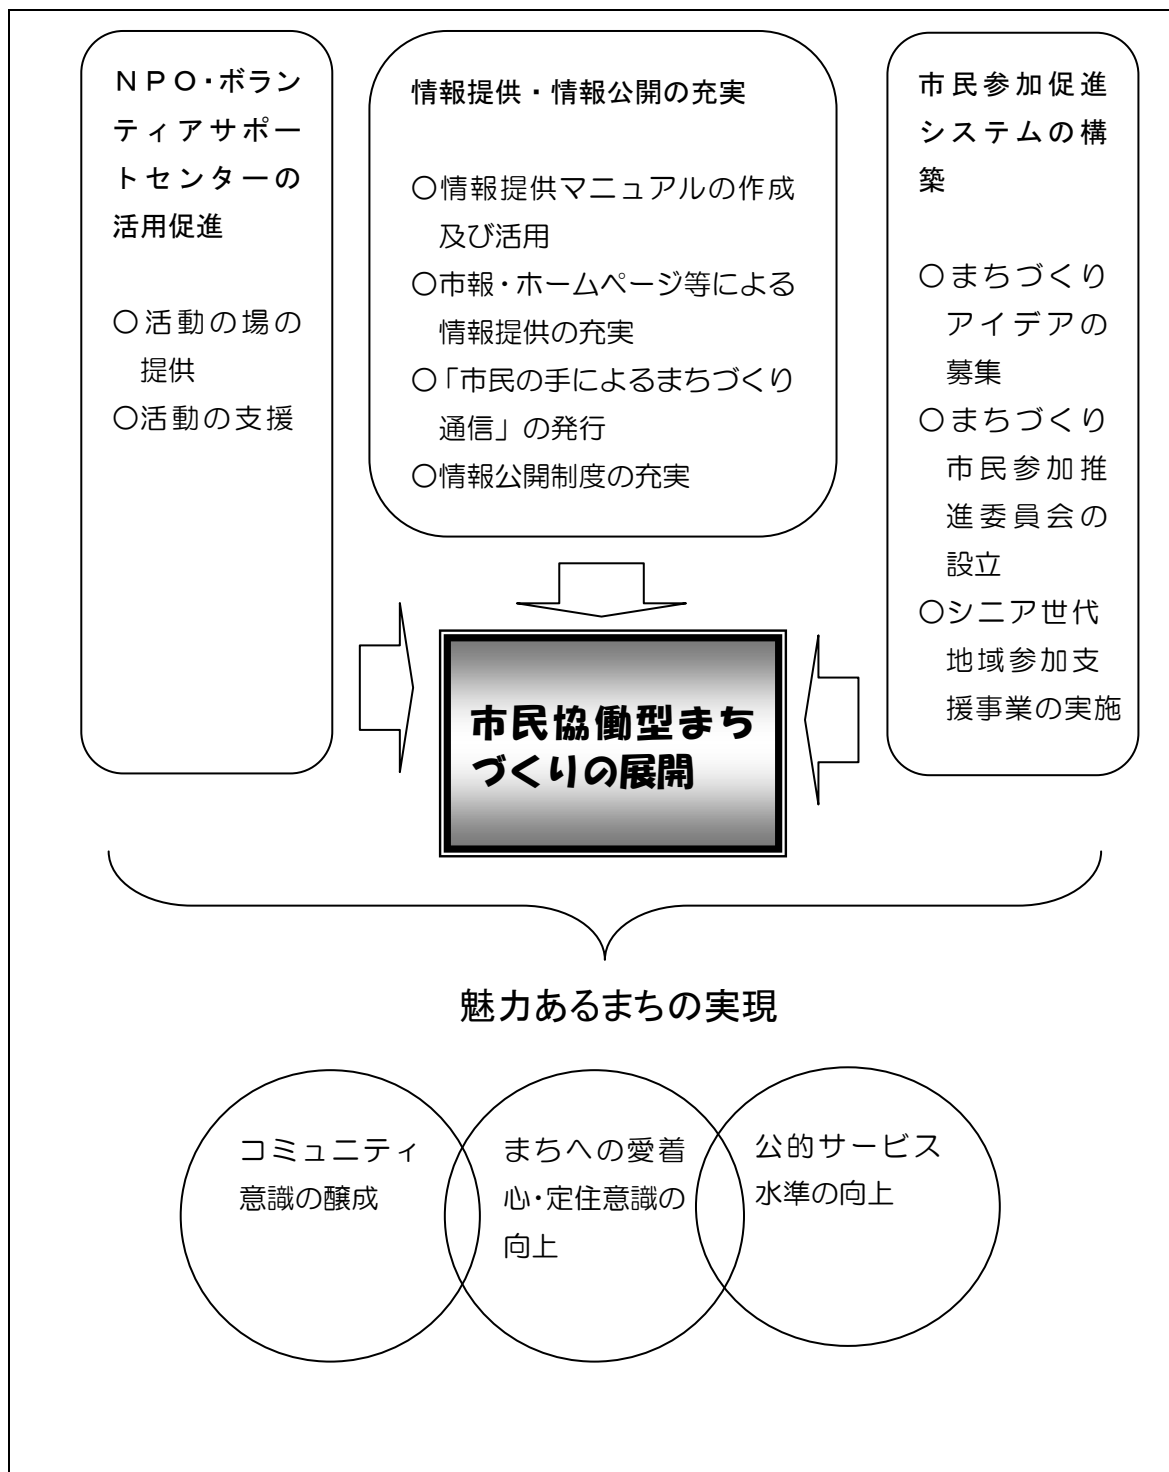 ＮＰＯ・ボラン
ティアサポー
トセンターの
活用促進
○活動の場の
提供
○活動の支援
情報提供・情報公開の充実
○情報提供マニュアルの作成
及び活用
○市報・ホームページ等による
情報提供の充実
○「市民の手によるまちづくり
通信」の発行
○情報公開制度の充実
市民参加促進
システムの構
築
○まちづくり
アイデアの
募集
○まちづくり
市民参加推
進委員会の
設立
○シニア世代
地域参加支
援事業の実施
市民協働型まち
づくりの展開
魅力あるまちの実現
コミュニティ
意識の醸成
まちへの愛着
心・定住意識の
向上
公的サービス
水準の向上